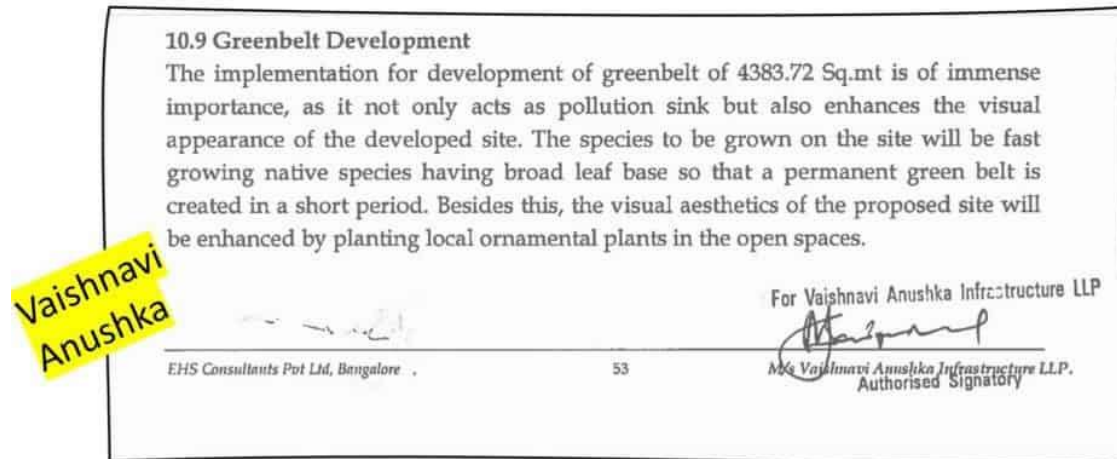 10.9 Greenbelt Development
The implementation for development of greenbelt of 4383.72 Sq.mt is of immense
importance, as it not only acts as pollution sink but also enhances the visual
appearance of the developed site. The species to be grown on the site will be fast
growing native species having broad leaf base so that a permanent green belt is
created in a short period. Besides this, the visual aesthetics of the proposed site will
be enhanced by planting local ornamental plants in the open spaces.
Vaishnavi
Anushka
For Vaishnavi Anushka Infrastructure LLP
EHS Consultants Pvt Ltd, Bangalore . 53 M/s Vaishnavi Anushka Infrastructure LLP.
Authorised Signatory